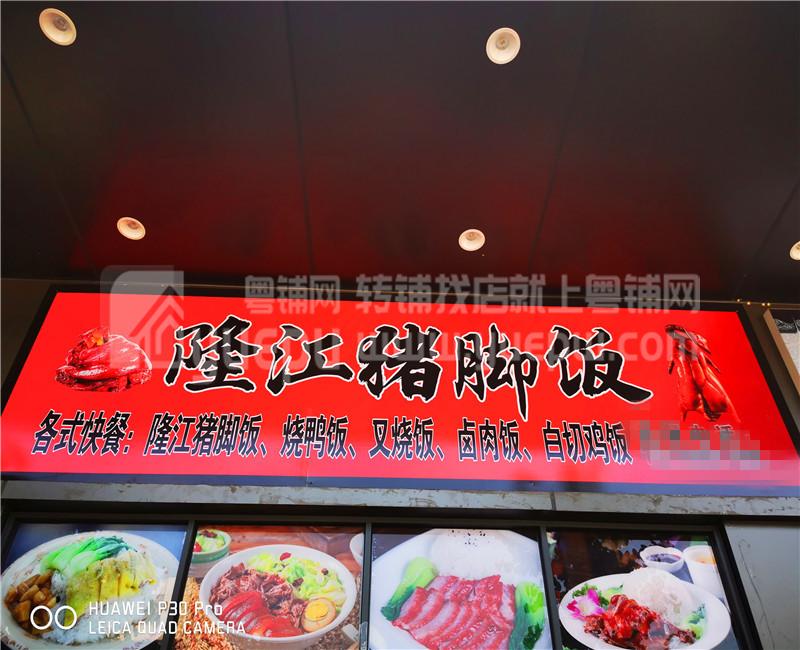 粤铺网 转铺找店就上粤铺网
隆江猪脚饭
各式快餐：隆江猪脚饭、烧鸭饭、叉烧饭、卤肉饭、白切鸡饭
HUAWEI P30 Pro
LEICA QUAD CAMERA